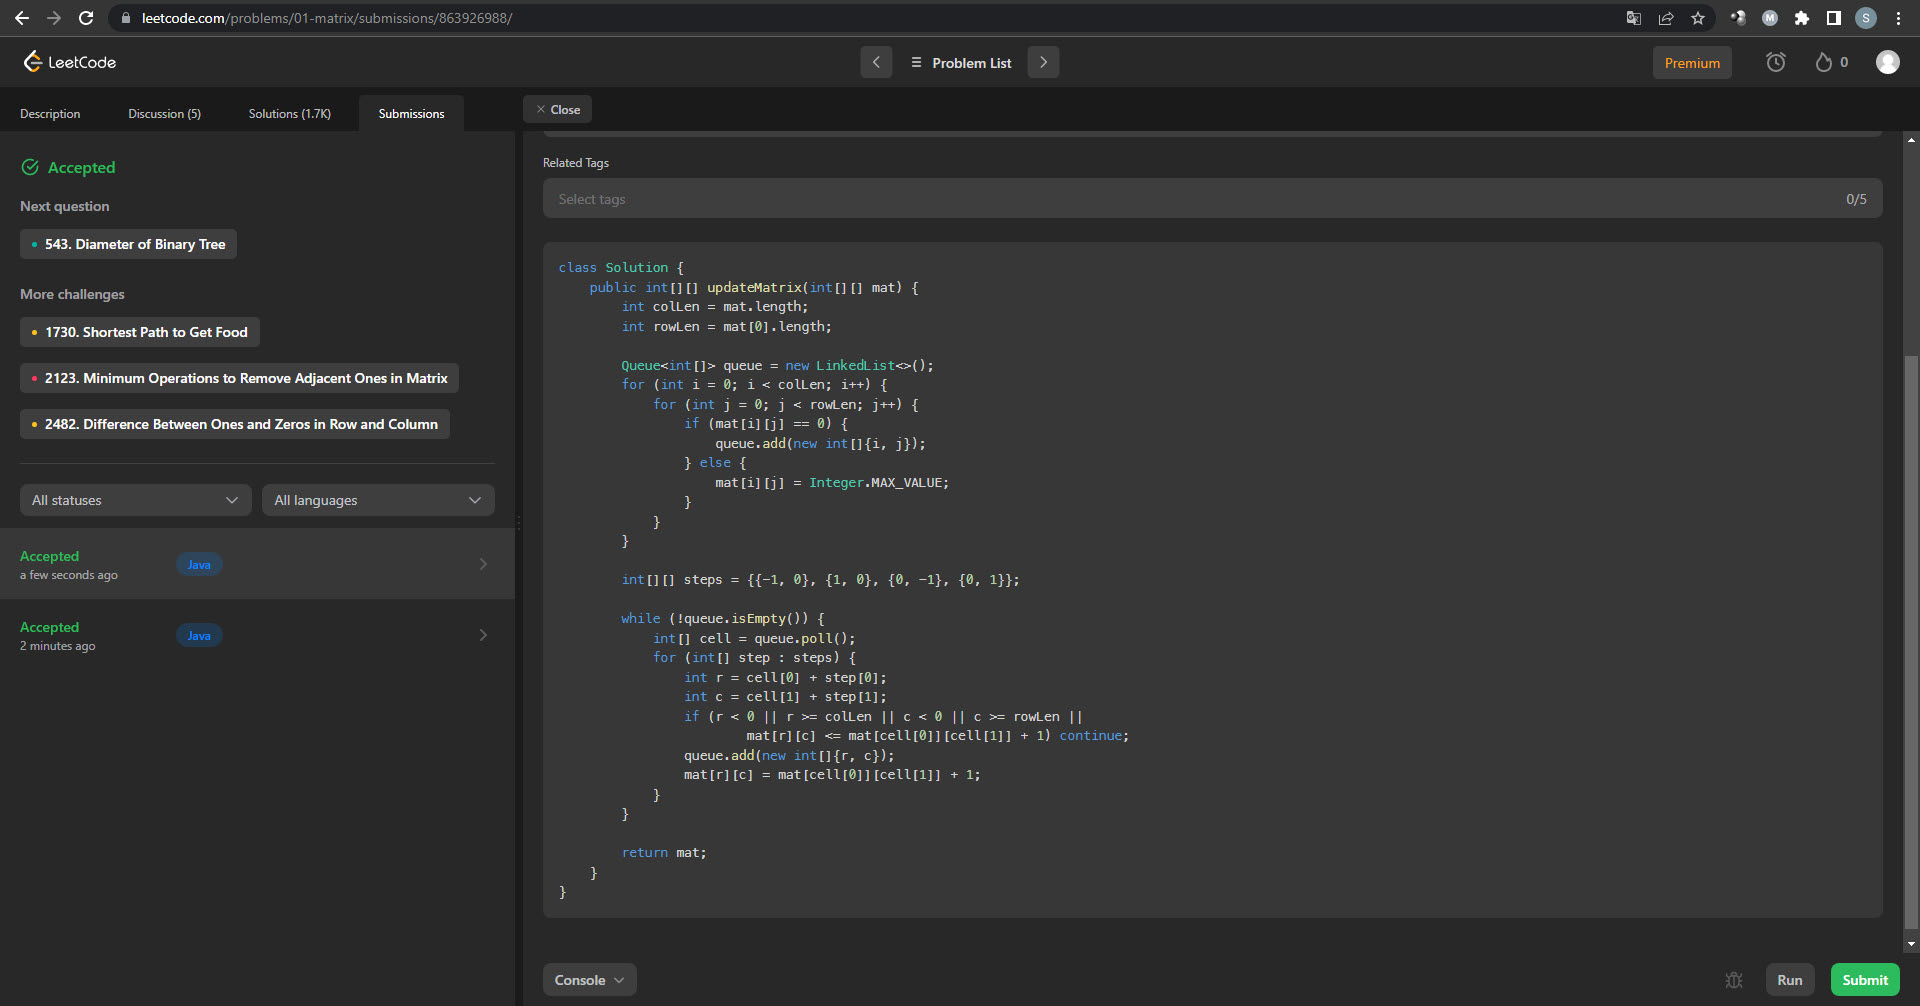 leetcode.com/problems/01-matrix/submissions/863926988/
M
S
LeetCode
Problem List
Premium
0
Description
Discussion (5)
Solutions (1.7K)
Submissions
Close
Accepted
Next question
543. Diameter of Binary Tree
More challenges
1730. Shortest Path to Get Food
2123. Minimum Operations to Remove Adjacent Ones in Matrix
2482. Difference Between Ones and Zeros in Row and Column
All statuses
All languages
Accepted
a few seconds ago
Java
Accepted
2 minutes ago
Java
Related Tags
Select tags
0/5
class Solution {
    public int[][] updateMatrix(int[][] mat) {
        int colLen = mat.length;
        int rowLen = mat[0].length;
        Queue<int[]> queue = new LinkedList<>();
        for (int i = 0; i < colLen; i++) {
            for (int j = 0; j < rowLen; j++) {
                if (mat[i][j] == 0) {
                    queue.add(new int[]{i, j});
                } else {
                    mat[i][j] = Integer.MAX_VALUE;
                }
            }
        }
        int[][] steps = {{-1, 0}, {1, 0}, {0, -1}, {0, 1}};
        while (!queue.isEmpty()) {
            int[] cell = queue.poll();
            for (int[] step : steps) {
                int r = cell[0] + step[0];
                int c = cell[1] + step[1];
                if (r < 0 || r >= colLen || c < 0 || c >= rowLen ||
                        mat[r][c] <= mat[cell[0]][cell[1]] + 1) continue;
                queue.add(new int[]{r, c});
                mat[r][c] = mat[cell[0]][cell[1]] + 1;
            }
        }
        return mat;
    }
}
Console
Run
Submit